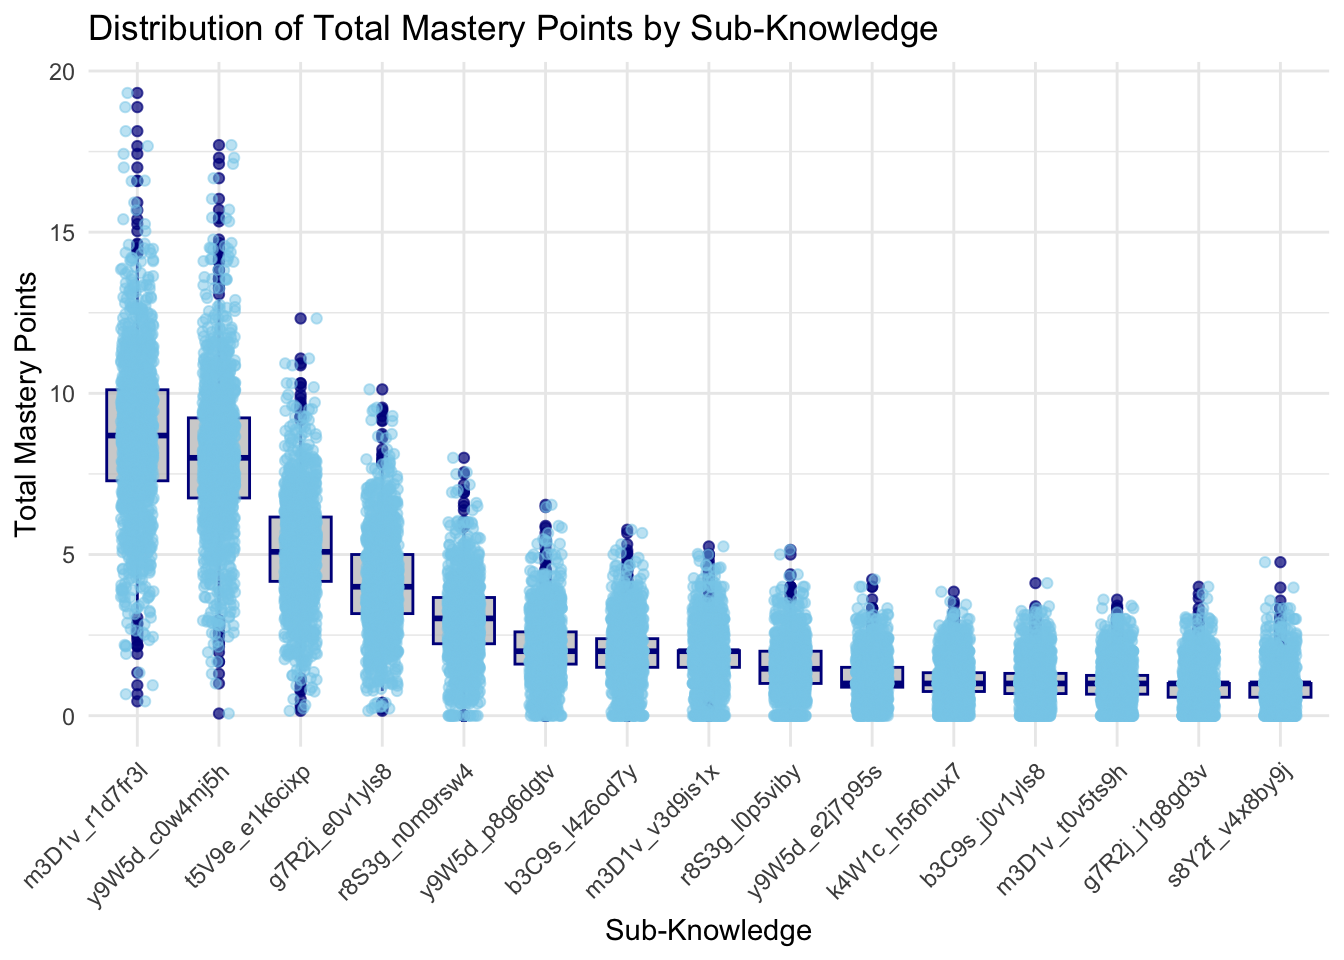 Distribution of Total Mastery Points by Sub-Knowledge
Total Mastery Points
20
15
10
5
0
m3D1v_r1d7fr3l
y9W5d_c0w4mj5h
t5V9e_e1k6cixp
g7R2j_e0v1yls8
r8S3g_n0m9rsw4
y9W5d_p8g6dgtv
b3C9s_l4z6od7y
m3D1v_v3d9is1x
r8S3g_l0p5viby
y9W5d_e2j7p95s
k4W1c_h5r6nux7
b3C9s_j0v1yls8
m3D1v_t0v5ts9h
g7R2j_j1g8gd3v
s8Y2f_v4x8by9j
Sub-Knowledge